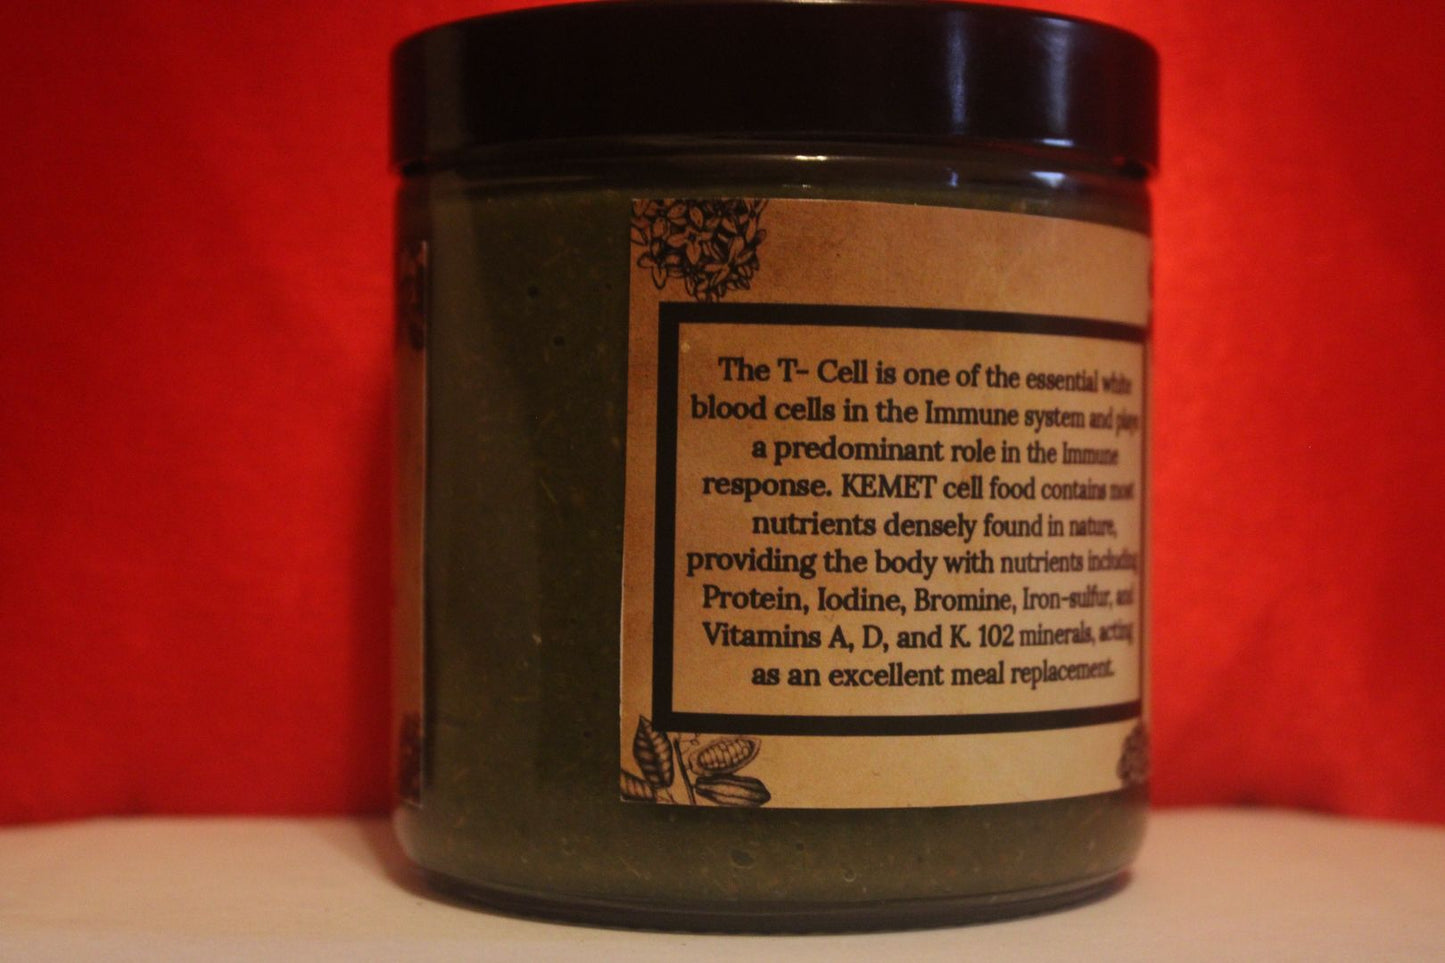 The T- Cell is one of the essential white
blood cells in the Immune system and plays
a predominant role in the Immune
response. KEMET cell food contains most
nutrients densely found in nature,
providing the body with nutrients including
Protein, Iodine, Bromine, Iron-sulfur, and
Vitamins A, D, and K. 102 minerals, acting
as an excellent meal replacement.